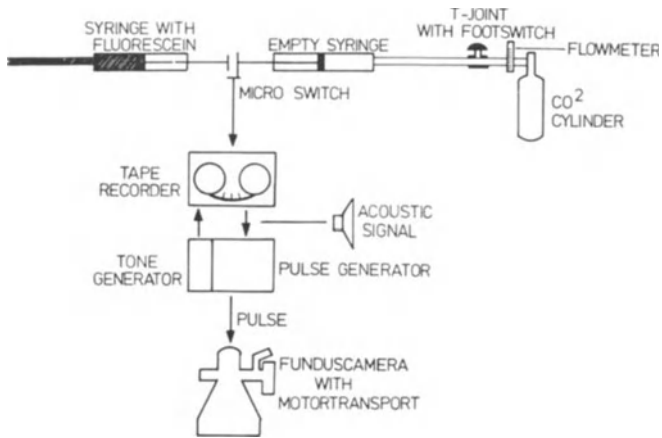 T-JOINT
WITH FOOTSWITCH
SYRINGE WITH
FLUORESCEIN
EMPTY SYRINGE
FLOWMETER
MICRO SWITCH
CO2
CYLINDER
TAPE
RECORDER
ACOUSTIC
SIGNAL
TONE
GENERATOR
PULSE GENERATOR
PULSE
FUNDUSCAMERA
WITH
MOTORTRANSPORT